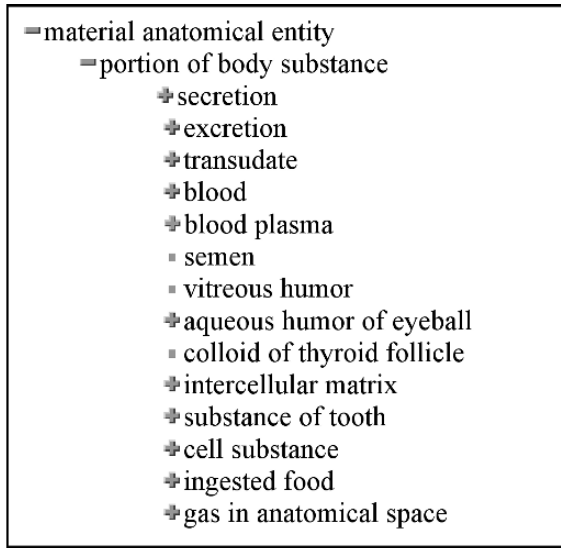 material anatomical entity
portion of body substance
secretion
excretion
transudate
blood
blood plasma
semen
vitreous humor
aqueous humor of eyeball
colloid of thyroid follicle
intercellular matrix
substance of tooth
cell substance
ingested food
gas in anatomical space